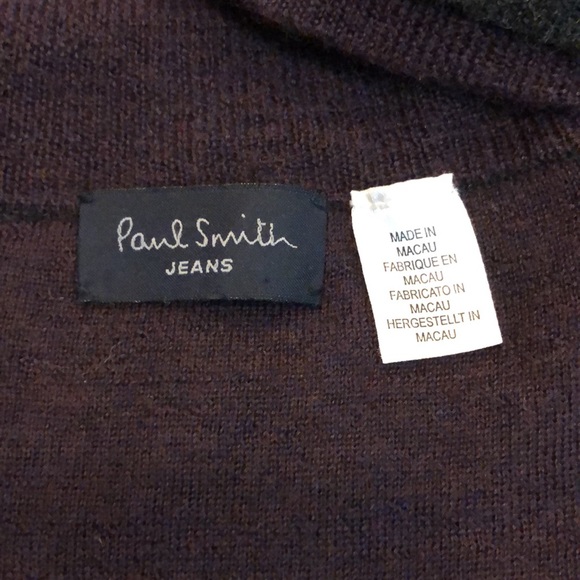 Paul Smith
JEANS
MADE IN
MACAU
FABRIQUE EN
MACAU
FABRICATO IN
MACAU
HERGESTELLT IN
MACAU